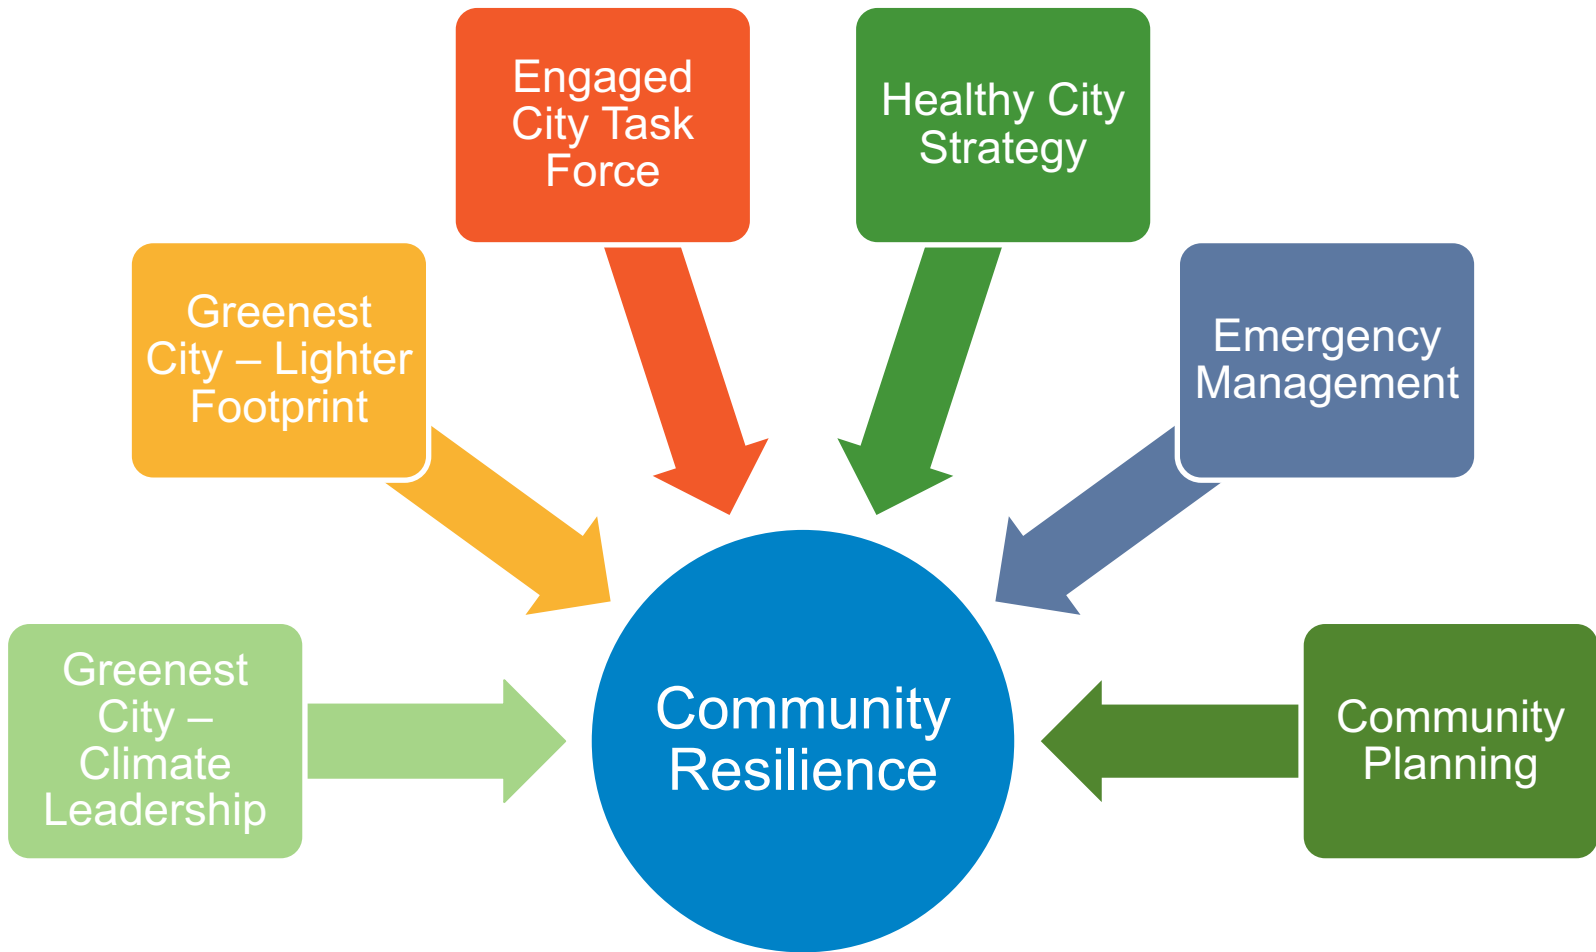 Engaged
City Task
Force
Healthy City
Strategy
Greenest
City – Lighter
Footprint
Emergency
Management
Greenest
City –
Climate
Leadership
Community
Resilience
Community
Planning